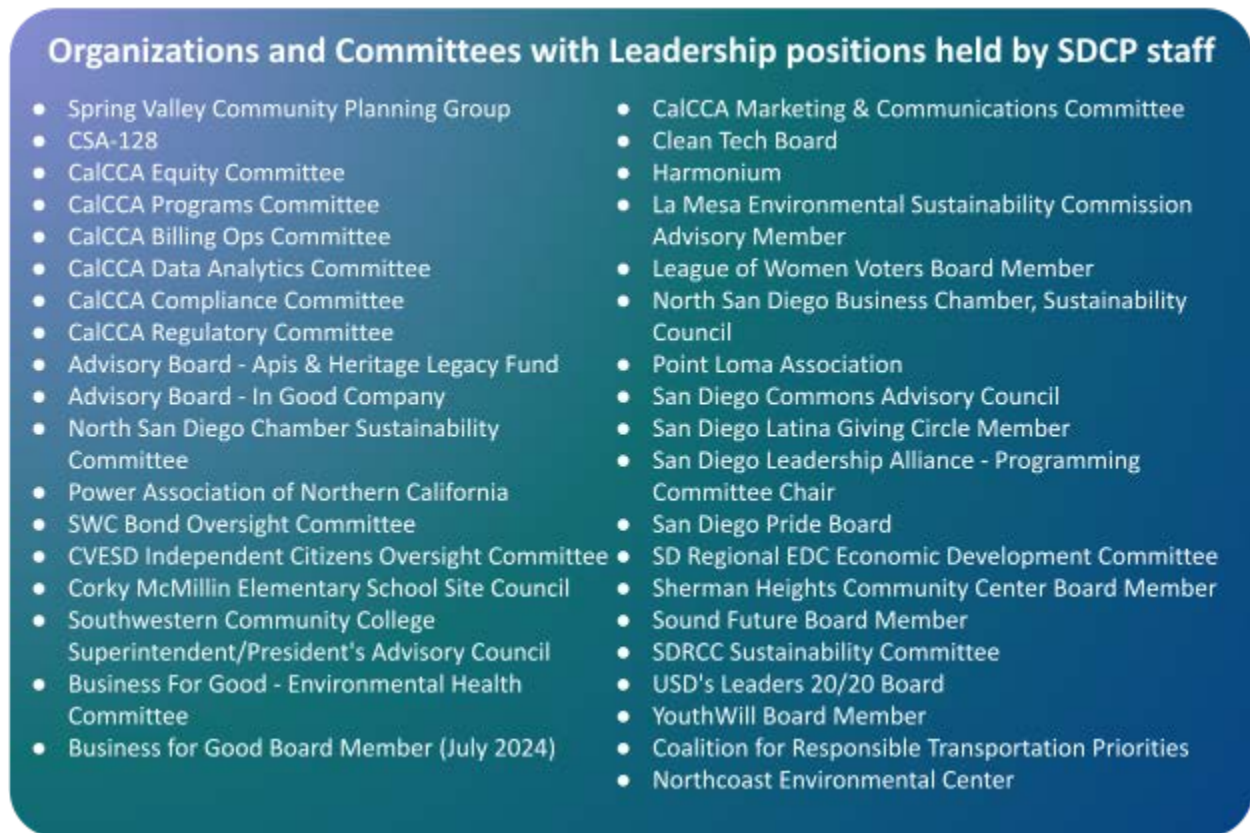 Organizations and Committees with Leadership positions held by SDCP staff
● Spring Valley Community Planning Group
● CSA-128
● CalCCA Equity Committee
● CalCCA Programs Committee
● CalCCA Billing Ops Committee
● CalCCA Data Analytics Committee
● CalCCA Compliance Committee
● CalCCA Regulatory Committee
● Advisory Board - Apis & Heritage Legacy Fund
● Advisory Board - In Good Company
● North San Diego Chamber Sustainability
Committee
● Power Association of Northern California
● SWC Bond Oversight Committee
● CVESD Independent Citizens Oversight Committee
● Corky McMillin Elementary School Site Council
● Southwestern Community College
Superintendent/President's Advisory Council
● Business For Good - Environmental Health
Committee
● Business for Good Board Member (July 2024)
● CalCCA Marketing & Communications Committee
● Clean Tech Board
● Harmonium
● La Mesa Environmental Sustainability Commission
Advisory Member
● League of Women Voters Board Member
● North San Diego Business Chamber, Sustainability
Council
● Point Loma Association
● San Diego Commons Advisory Council
● San Diego Latina Giving Circle Member
● San Diego Leadership Alliance - Programming
Committee Chair
● San Diego Pride Board
● SD Regional EDC Economic Development Committee
● Sherman Heights Community Center Board Member
● Sound Future Board Member
● SDRCC Sustainability Committee
● USD's Leaders 20/20 Board
● YouthWill Board Member
● Coalition for Responsible Transportation Priorities
● Northcoast Environmental Center